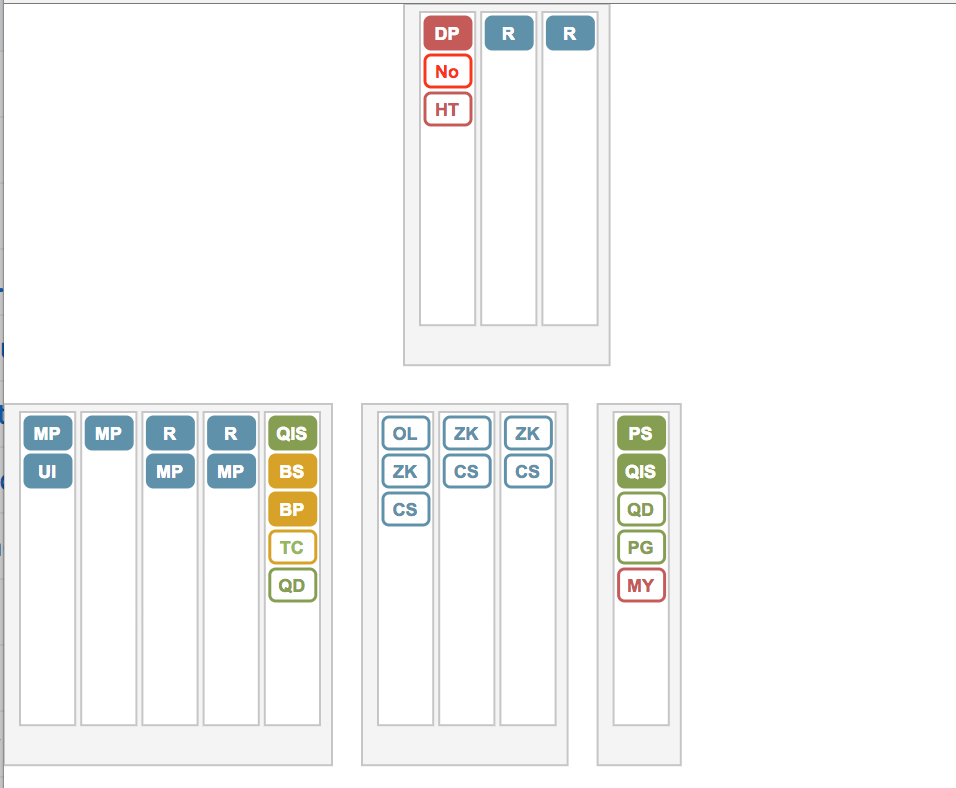 DP R R
No
HT
MP MP R R QIS
UI MP MP BS
BP
TC
QD
OL ZK ZK
ZK CS CS
CS
PS
QIS
QD
PG
MY